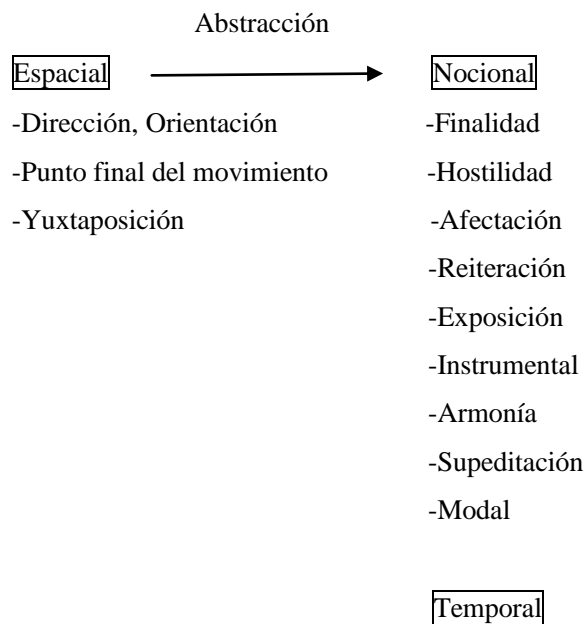 Abstracción
Espacial Nocional
-Dirección, Orientación -Finalidad
-Punto final del movimiento -Hostilidad
-Yuxtaposición -Afectación
-Reiteración
-Exposición
-Instrumental
-Armonía
-Supeditación
-Modal
Temporal